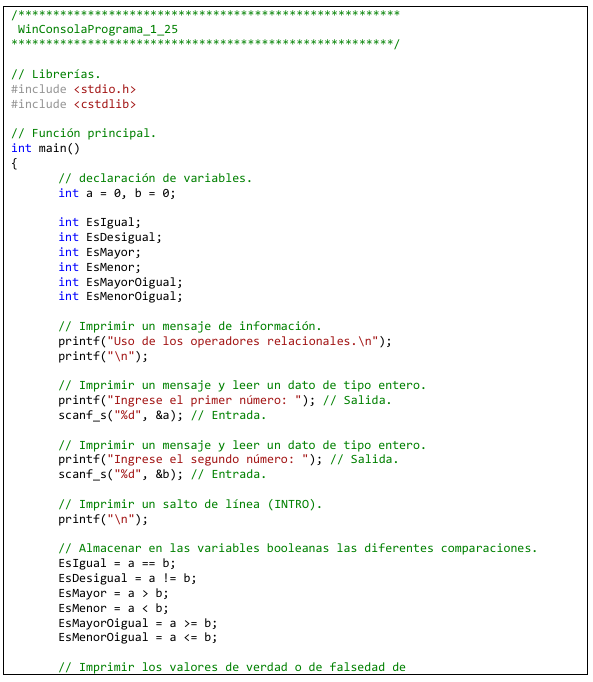 /*******************************************************
WinConsolaPrograma_1_25
*******************************************************/
// Librerías.
#include <stdio.h>
#include <cstdlib>
// Función principal.
int main()
{
// declaración de variables.
int a = 0, b = 0;
int EsIgual;
int EsDesigual;
int EsMayor;
int EsMenor;
int EsMayorOigual;
int EsMenorOigual;
// Imprimir un mensaje de información.
printf("Uso de los operadores relacionales.\n");
printf("\n");
// Imprimir un mensaje y leer un dato de tipo entero.
printf("Ingrese el primer número: "); // Salida.
scanf_s("%d", &a); // Entrada.
// Imprimir un mensaje y leer un dato de tipo entero.
printf("Ingrese el segundo número: "); // Salida.
scanf_s("%d", &b); // Entrada.
// Imprimir un salto de línea (INTRO).
printf("\n");
// Almacenar en las variables booleanas las diferentes comparaciones.
EsIgual = a == b;
EsDesigual = a != b;
EsMayor = a > b;
EsMenor = a < b;
EsMayorOigual = a >= b;
EsMenorOigual = a <= b;
// Imprimir los valores de verdad o de falsedad de